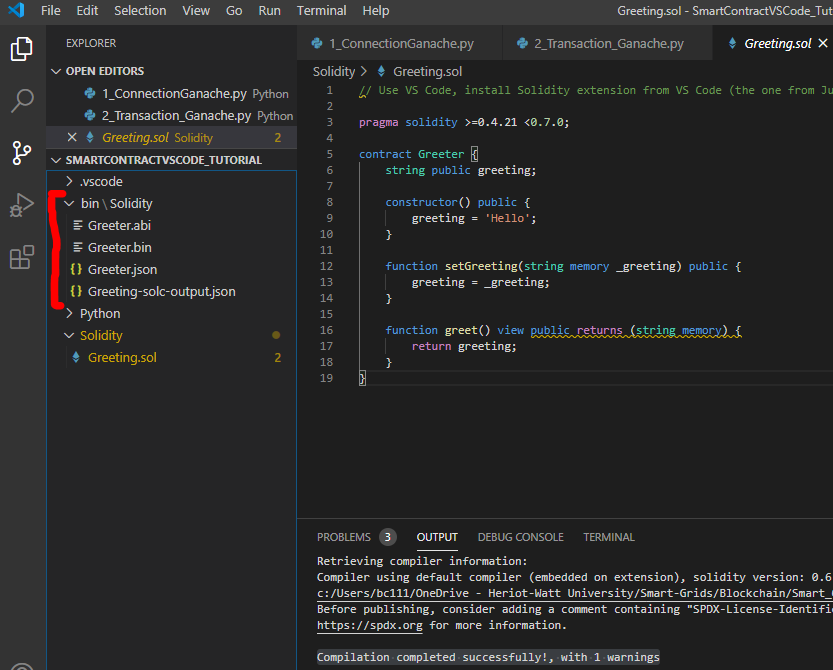 File Edit Selection View Go Run Terminal Help Greeting.sol - SmartContractVSCode_Tut
EXPLORER
OPEN EDITORS
1_ConnectionGanache.py Python
2_Transaction_Ganache.py Python
Greeting.sol Solidity 2
SMARTCONTRACTVSCODE_TUTORIAL
.vscode
bin \ Solidity
Greeter.abi
Greeter.bin
{} Greeter.json
{} Greeting-solc-output.json
Python
Solidity
Greeting.sol 2
1_ConnectionGanache.py 2_Transaction_Ganache.py Greeting.sol
Solidity > Greeting.sol
1 // Use VS Code, install Solidity extension from VS Code (the one from Ju
2
3 pragma solidity >=0.4.21 <0.7.0;
4
5 contract Greeter {
6 string public greeting;
7
8 constructor() public {
9 greeting = 'Hello';
10 }
11
12 function setGreeting(string memory _greeting) public {
13 greeting = _greeting;
14 }
15
16 function greet() view public returns (string memory) {
17 return greeting;
18 }
19 }
PROBLEMS 3 OUTPUT DEBUG CONSOLE TERMINAL
Retrieving compiler information:
Compiler using default compiler (embedded on extension), solidity version: 0.6
c:/Users/bc111/OneDrive - Heriot-Watt University/Smart-Grids/Blockchain/Smart_
Before publishing, consider adding a comment containing "SPDX-License-Identifi
https://spdx.org for more information.
Compilation completed successfully!, with 1 warnings